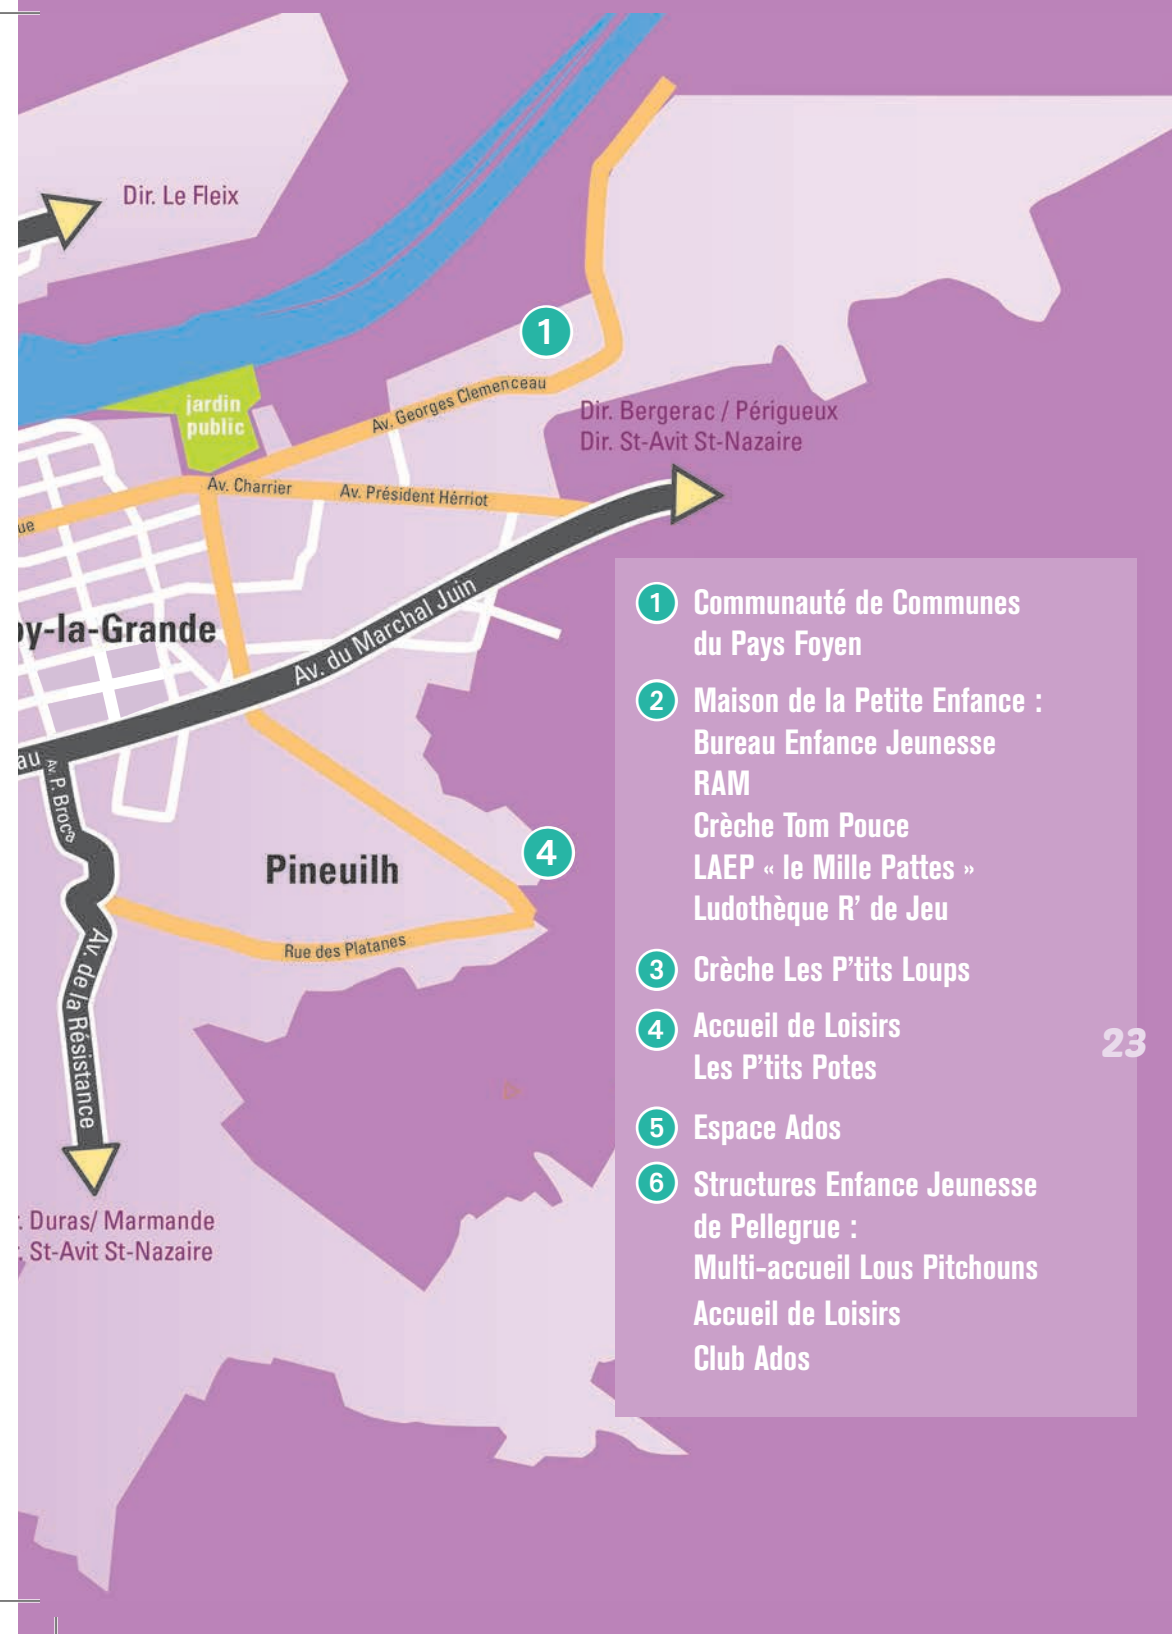 Dir. Le Fleix
1
Av. Georges Clemenceau
jardin
public
Dir. Bergerac / Périgueux
Dir. St-Avit St-Nazaire
Av. Charrier
Av. Président Hérriot
ue
oy-la-Grande
Av. du Marchal Juin
au
Av. P. Broca
4
Pineuilh
Rue des Platanes
Av. de la Résistance
. Duras/ Marmande
. St-Avit St-Nazaire
1 Communauté de Communes
du Pays Foyen
2 Maison de la Petite Enfance :
Bureau Enfance Jeunesse
RAM
Crèche Tom Pouce
LAEP « le Mille Pattes »
Ludothèque R’ de Jeu
3 Crèche Les P’tits Loups
4 Accueil de Loisirs
Les P’tits Potes
5 Espace Ados
6 Structures Enfance Jeunesse
de Pellegrue :
Multi-accueil Lous Pitchouns
Accueil de Loisirs
Club Ados
23